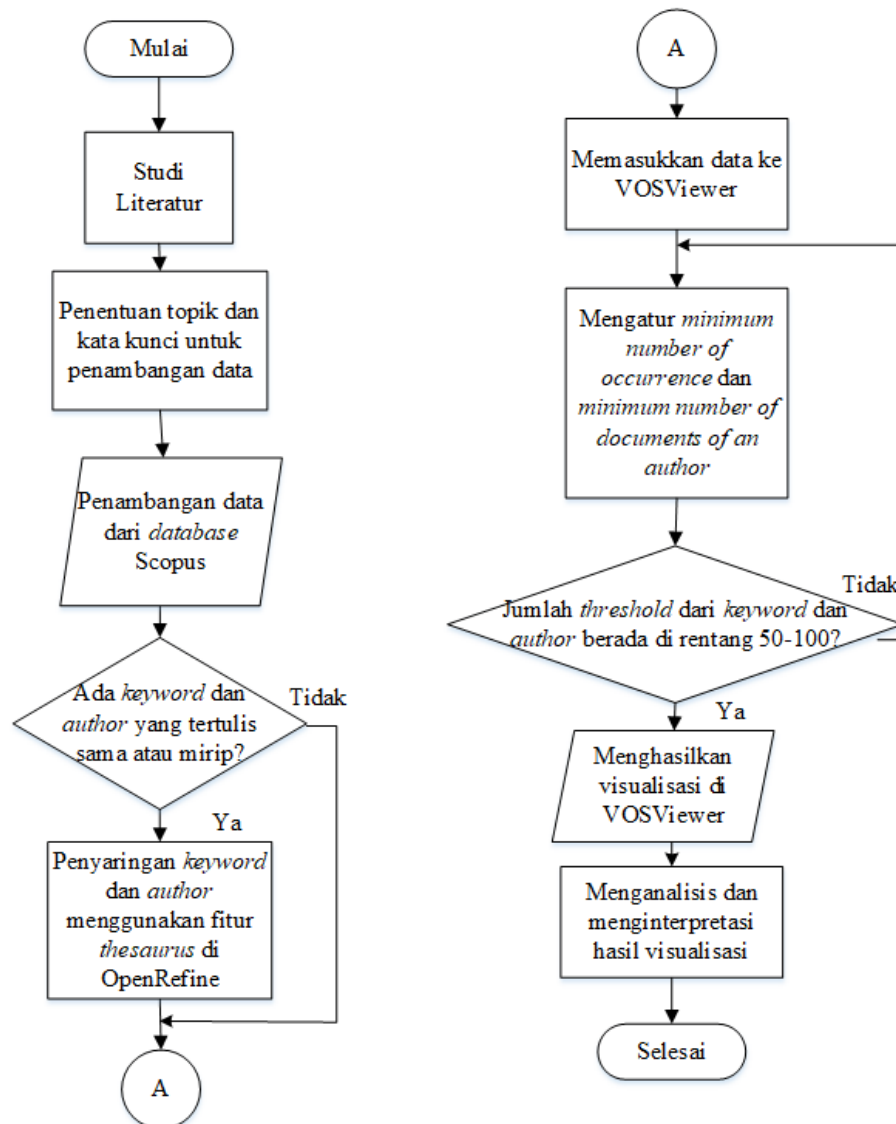 Mulai
Studi
Literatur
Penentuan topik dan
kata kunci untuk
penambangan data
Penambangan data
dari database
Scopus
Ada keyword dan
author yang tertulis
sama atau mirip?
Tidak
Ya
Penyaringan keyword
dan author
menggunakan fitur
thesaurus di
OpenRefine
A
A
Memasukkan data ke
VOSViewer
Mengatur minimum
number of
occurrence dan
minimum number of
documents of an
author
Jumlah threshold dari keyword dan
author berada di rentang 50-100?
Tidak
Ya
Menghasilkan
visualisasi di
VOSViewer
Menganalisis dan
menginterpretasi
hasil visualisasi
Selesai